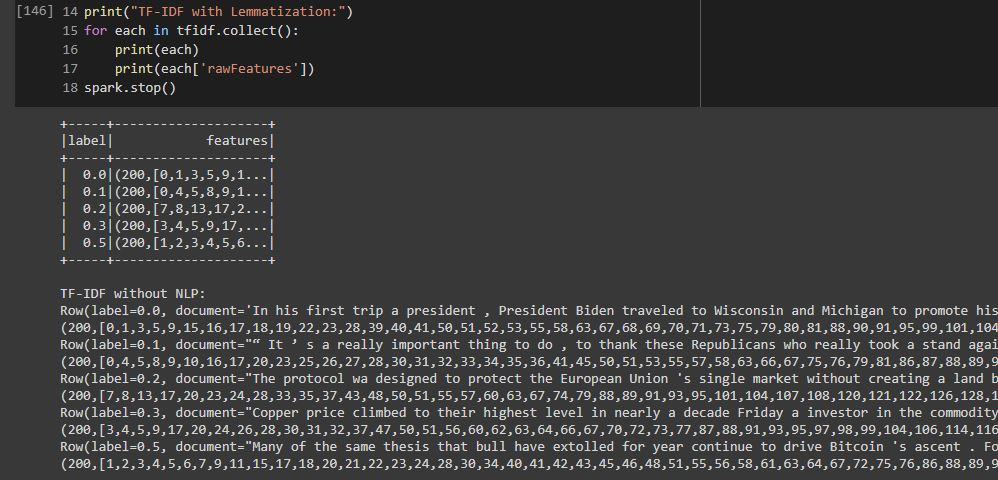 [146] 14 print("TF-IDF with Lemmatization:")
15 for each in tfidf.collect():
16     print(each)
17     print(each['rawFeatures'])
18 spark.stop()
+-----+--------------------+
|label|            features|
+-----+--------------------+
|  0.0|(200,[0,1,3,5,9,1...|
|  0.1|(200,[0,4,5,8,9,1...|
|  0.2|(200,[7,8,13,17,2...|
|  0.3|(200,[3,4,5,9,17,...|
|  0.5|(200,[1,2,3,4,5,6...|
+-----+--------------------+
TF-IDF without NLP:
Row(label=0.0, document='In his first trip a president , President Biden traveled to Wisconsin and Michigan to promote his
(200,[0,1,3,5,9,15,16,17,18,19,22,23,28,39,40,41,50,51,52,53,55,58,63,67,68,69,70,71,73,75,79,80,81,88,90,91,95,99,101,104
Row(label=0.1, document="“ It ’ s a really important thing to do , to thank these Republicans who really took a stand agai
(200,[0,4,5,8,9,10,16,17,20,23,25,26,27,28,30,31,32,33,34,35,36,41,45,50,51,53,55,57,58,63,66,67,75,76,79,81,86,87,88,89,9
Row(label=0.2, document="The protocol wa designed to protect the European Union 's single market without creating a land b
(200,[7,8,13,17,20,23,24,28,33,35,37,43,48,50,51,55,57,60,63,67,74,79,88,89,91,93,95,101,104,107,108,120,121,122,126,128,1
Row(label=0.3, document="Copper price climbed to their highest level in nearly a decade Friday a investor in the commodity
(200,[3,4,5,9,17,20,24,26,28,30,31,32,37,47,50,51,56,60,62,63,64,66,67,70,72,73,77,87,88,91,93,95,97,98,99,104,106,114,116
Row(label=0.5, document="Many of the same thesis that bull have extolled for year continue to drive Bitcoin 's ascent . Fo
(200,[1,2,3,4,5,6,7,9,11,15,17,18,20,21,22,23,24,28,30,34,40,41,42,43,45,46,48,51,55,56,58,61,63,64,67,72,75,76,86,88,89,9